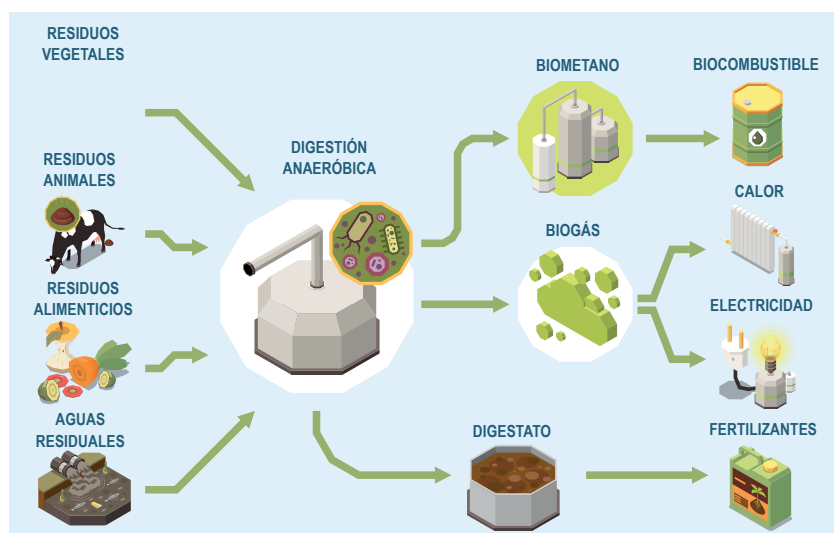 RESIDUOS
VEGETALES
RESIDUOS
ANIMALES
RESIDUOS
ALIMENTICIOS
AGUAS
RESIDUALES
DIGESTIÓN
ANAERÓBICA
BIOMETANO
BIOGÁS
DIGESTATO
BIOCOMBUSTIBLE
CALOR
ELECTRICIDAD
FERTILIZANTES